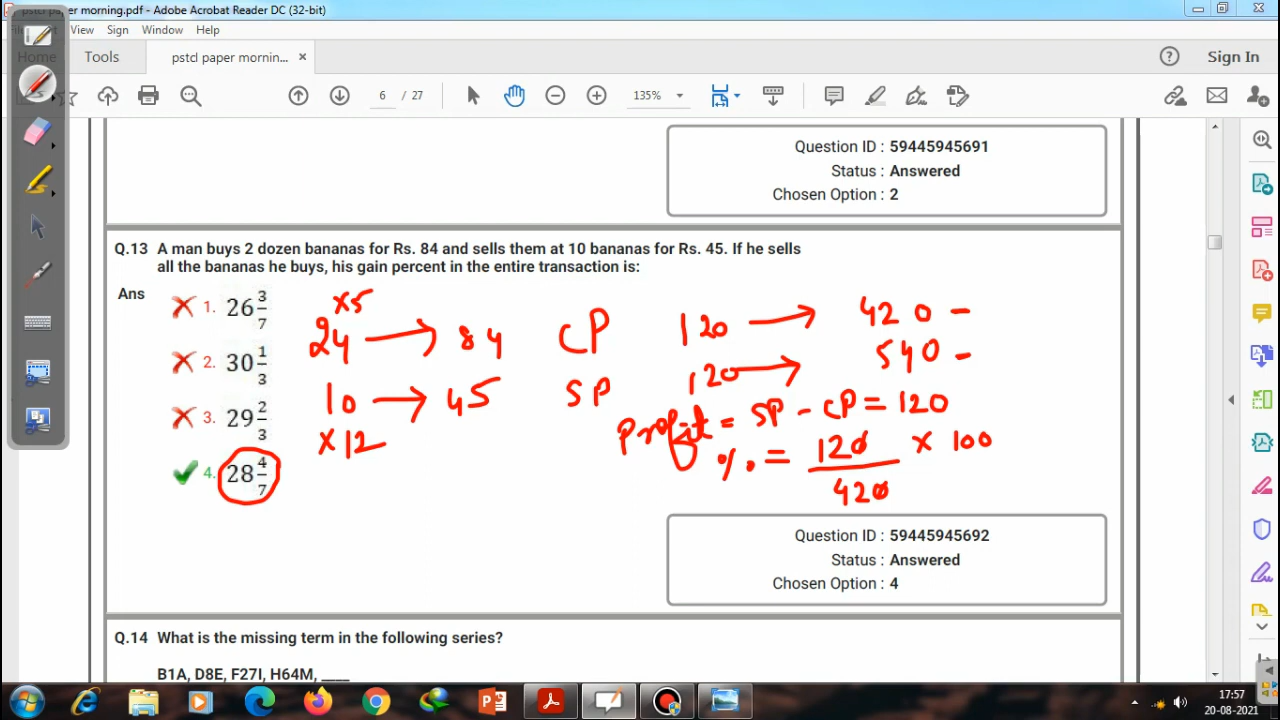 pstcl paper morning.pdf - Adobe Acrobat Reader DC (32-bit)
View Sign Window Help
Home Tools pstcl paper mornin... × Sign In
6 / 27 135%
Question ID : 59445945691
Status : Answered
Chosen Option : 2
Q.13 A man buys 2 dozen bananas for Rs. 84 and sells them at 10 bananas for Rs. 45. If he sells
all the bananas he buys, his gain percent in the entire transaction is:
Ans
1. 26 3/7
2. 30 1/3
3. 29 2/3
4. 28 4/7
×5
24 → 84 CP 120 → 420 -
10 → 45 SP 120 → 540 -
×12
Profit = SP - CP = 120
% = 120/420 × 100
Question ID : 59445945692
Status : Answered
Chosen Option : 4
Q.14 What is the missing term in the following series?
B1A, D8E, F27I, H64M, ____
17:57
20-08-2021